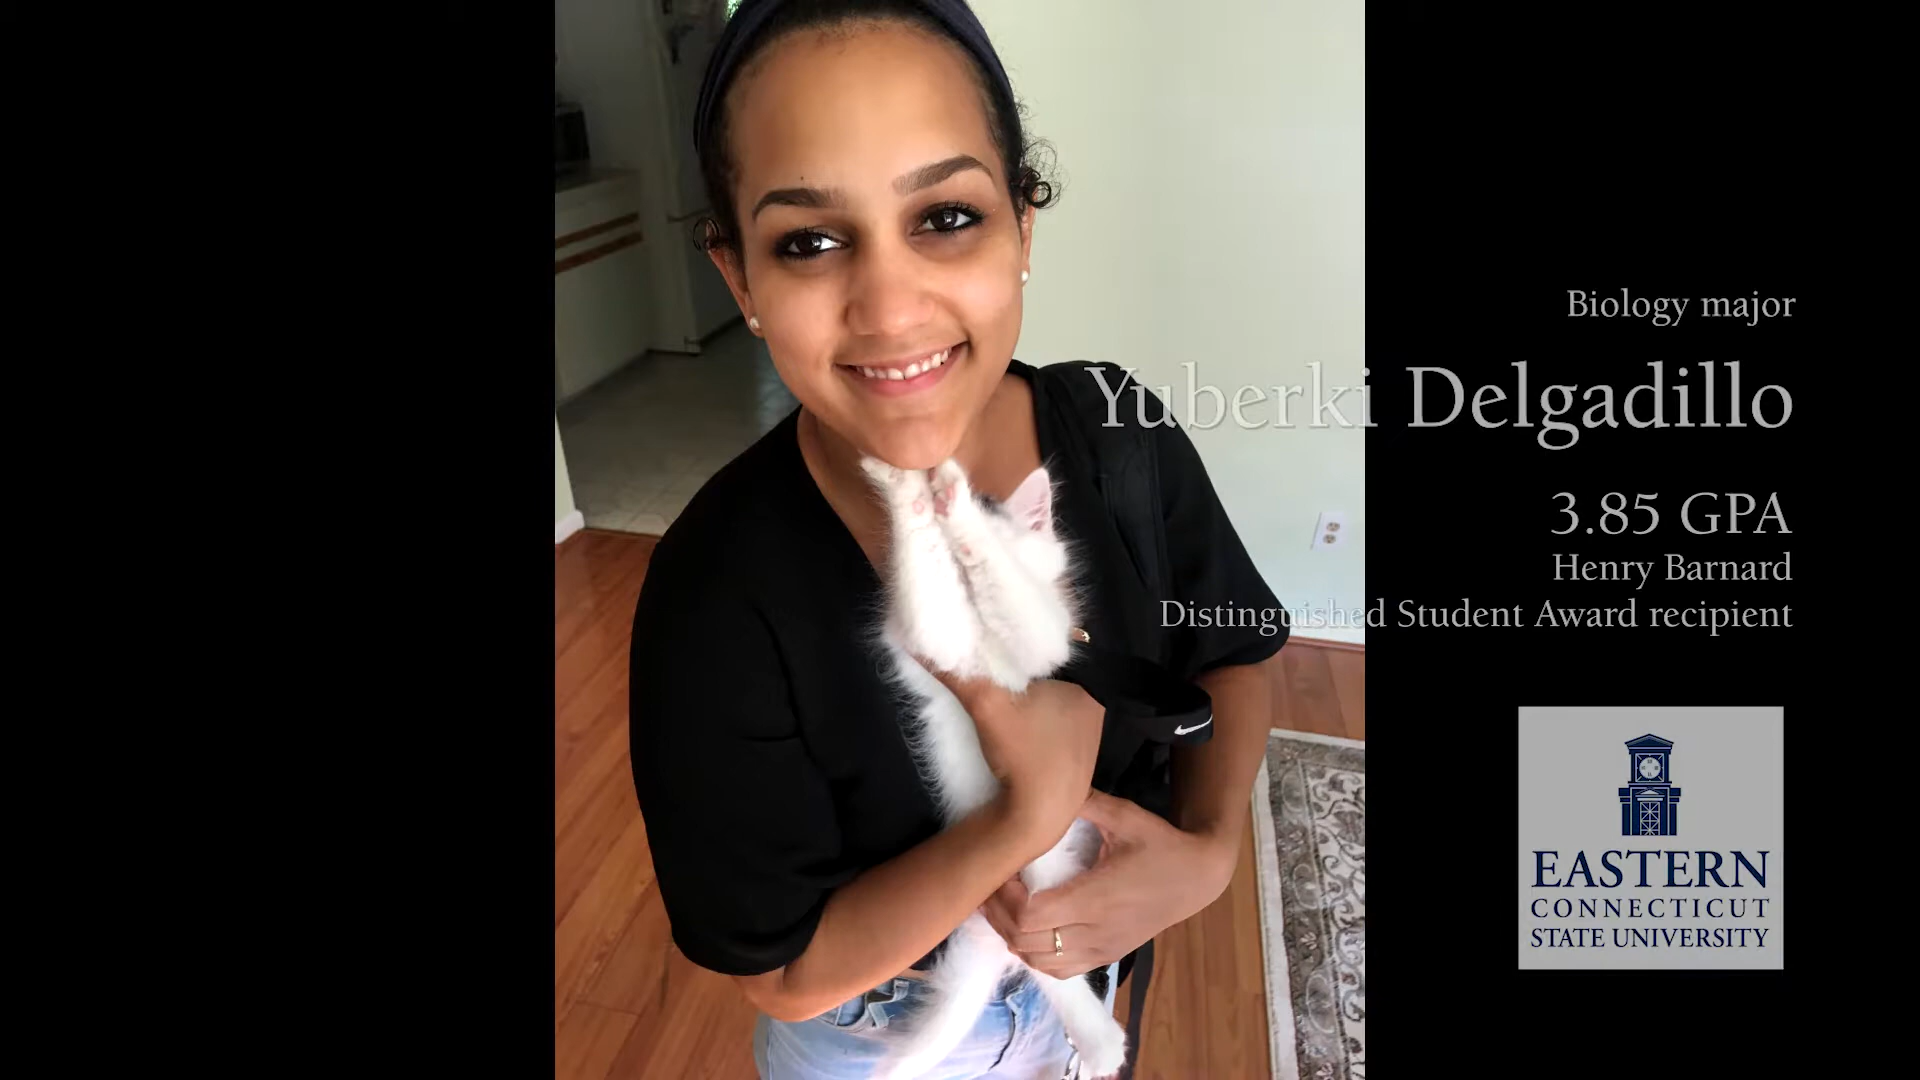 Biology major
Yuberki Delgadillo
3.85 GPA
Henry Barnard
Distinguished Student Award recipient
EASTERN
CONNECTICUT
STATE UNIVERSITY